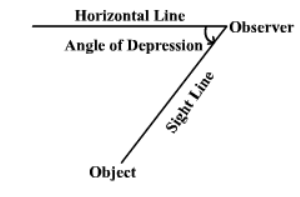 Horizontal Line
Observer
Angle of Depression
Sight Line
Object